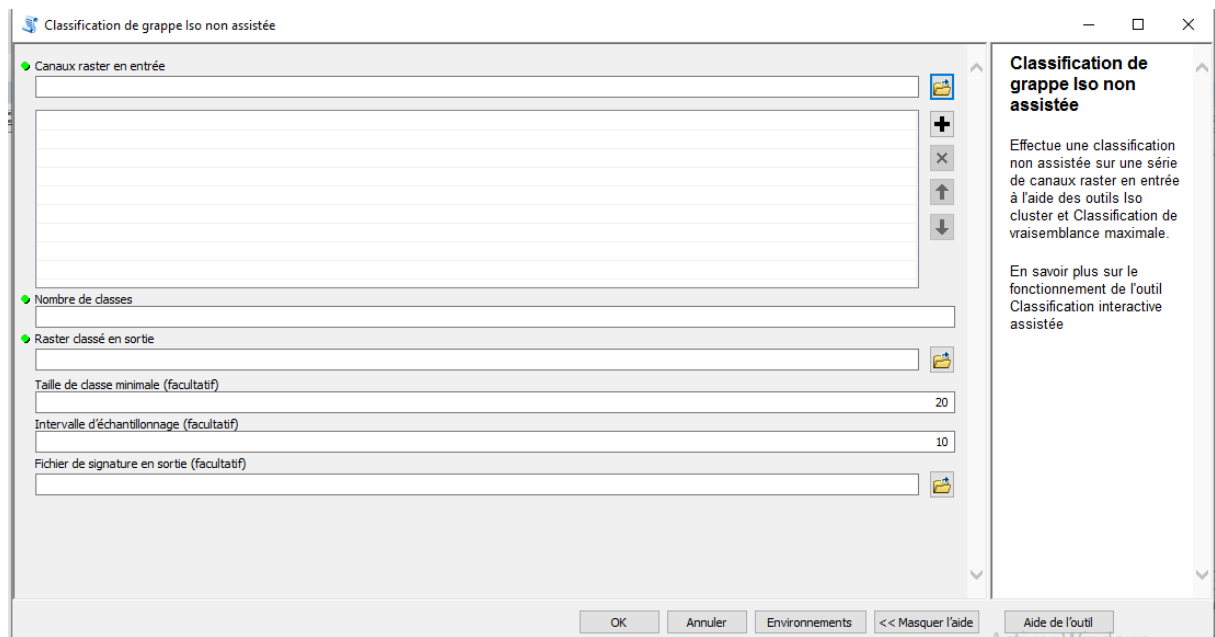 Classification de grappe Iso non assistée
Canaux raster en entrée
Nombre de classes
Raster classé en sortie
Taille de classe minimale (facultatif)
20
Intervalle d'échantillonnage (facultatif)
10
Fichier de signature en sortie (facultatif)
Classification de
grappe Iso non
assistée
Effectue une classification
non assistée sur une série
de canaux raster en entrée
à l'aide des outils Iso
cluster et Classification de
vraisemblance maximale.
En savoir plus sur le
fonctionnement de l'outil
Classification interactive
assistée
OK
Annuler
Environnements
<< Masquer l'aide
Aide de l'outil